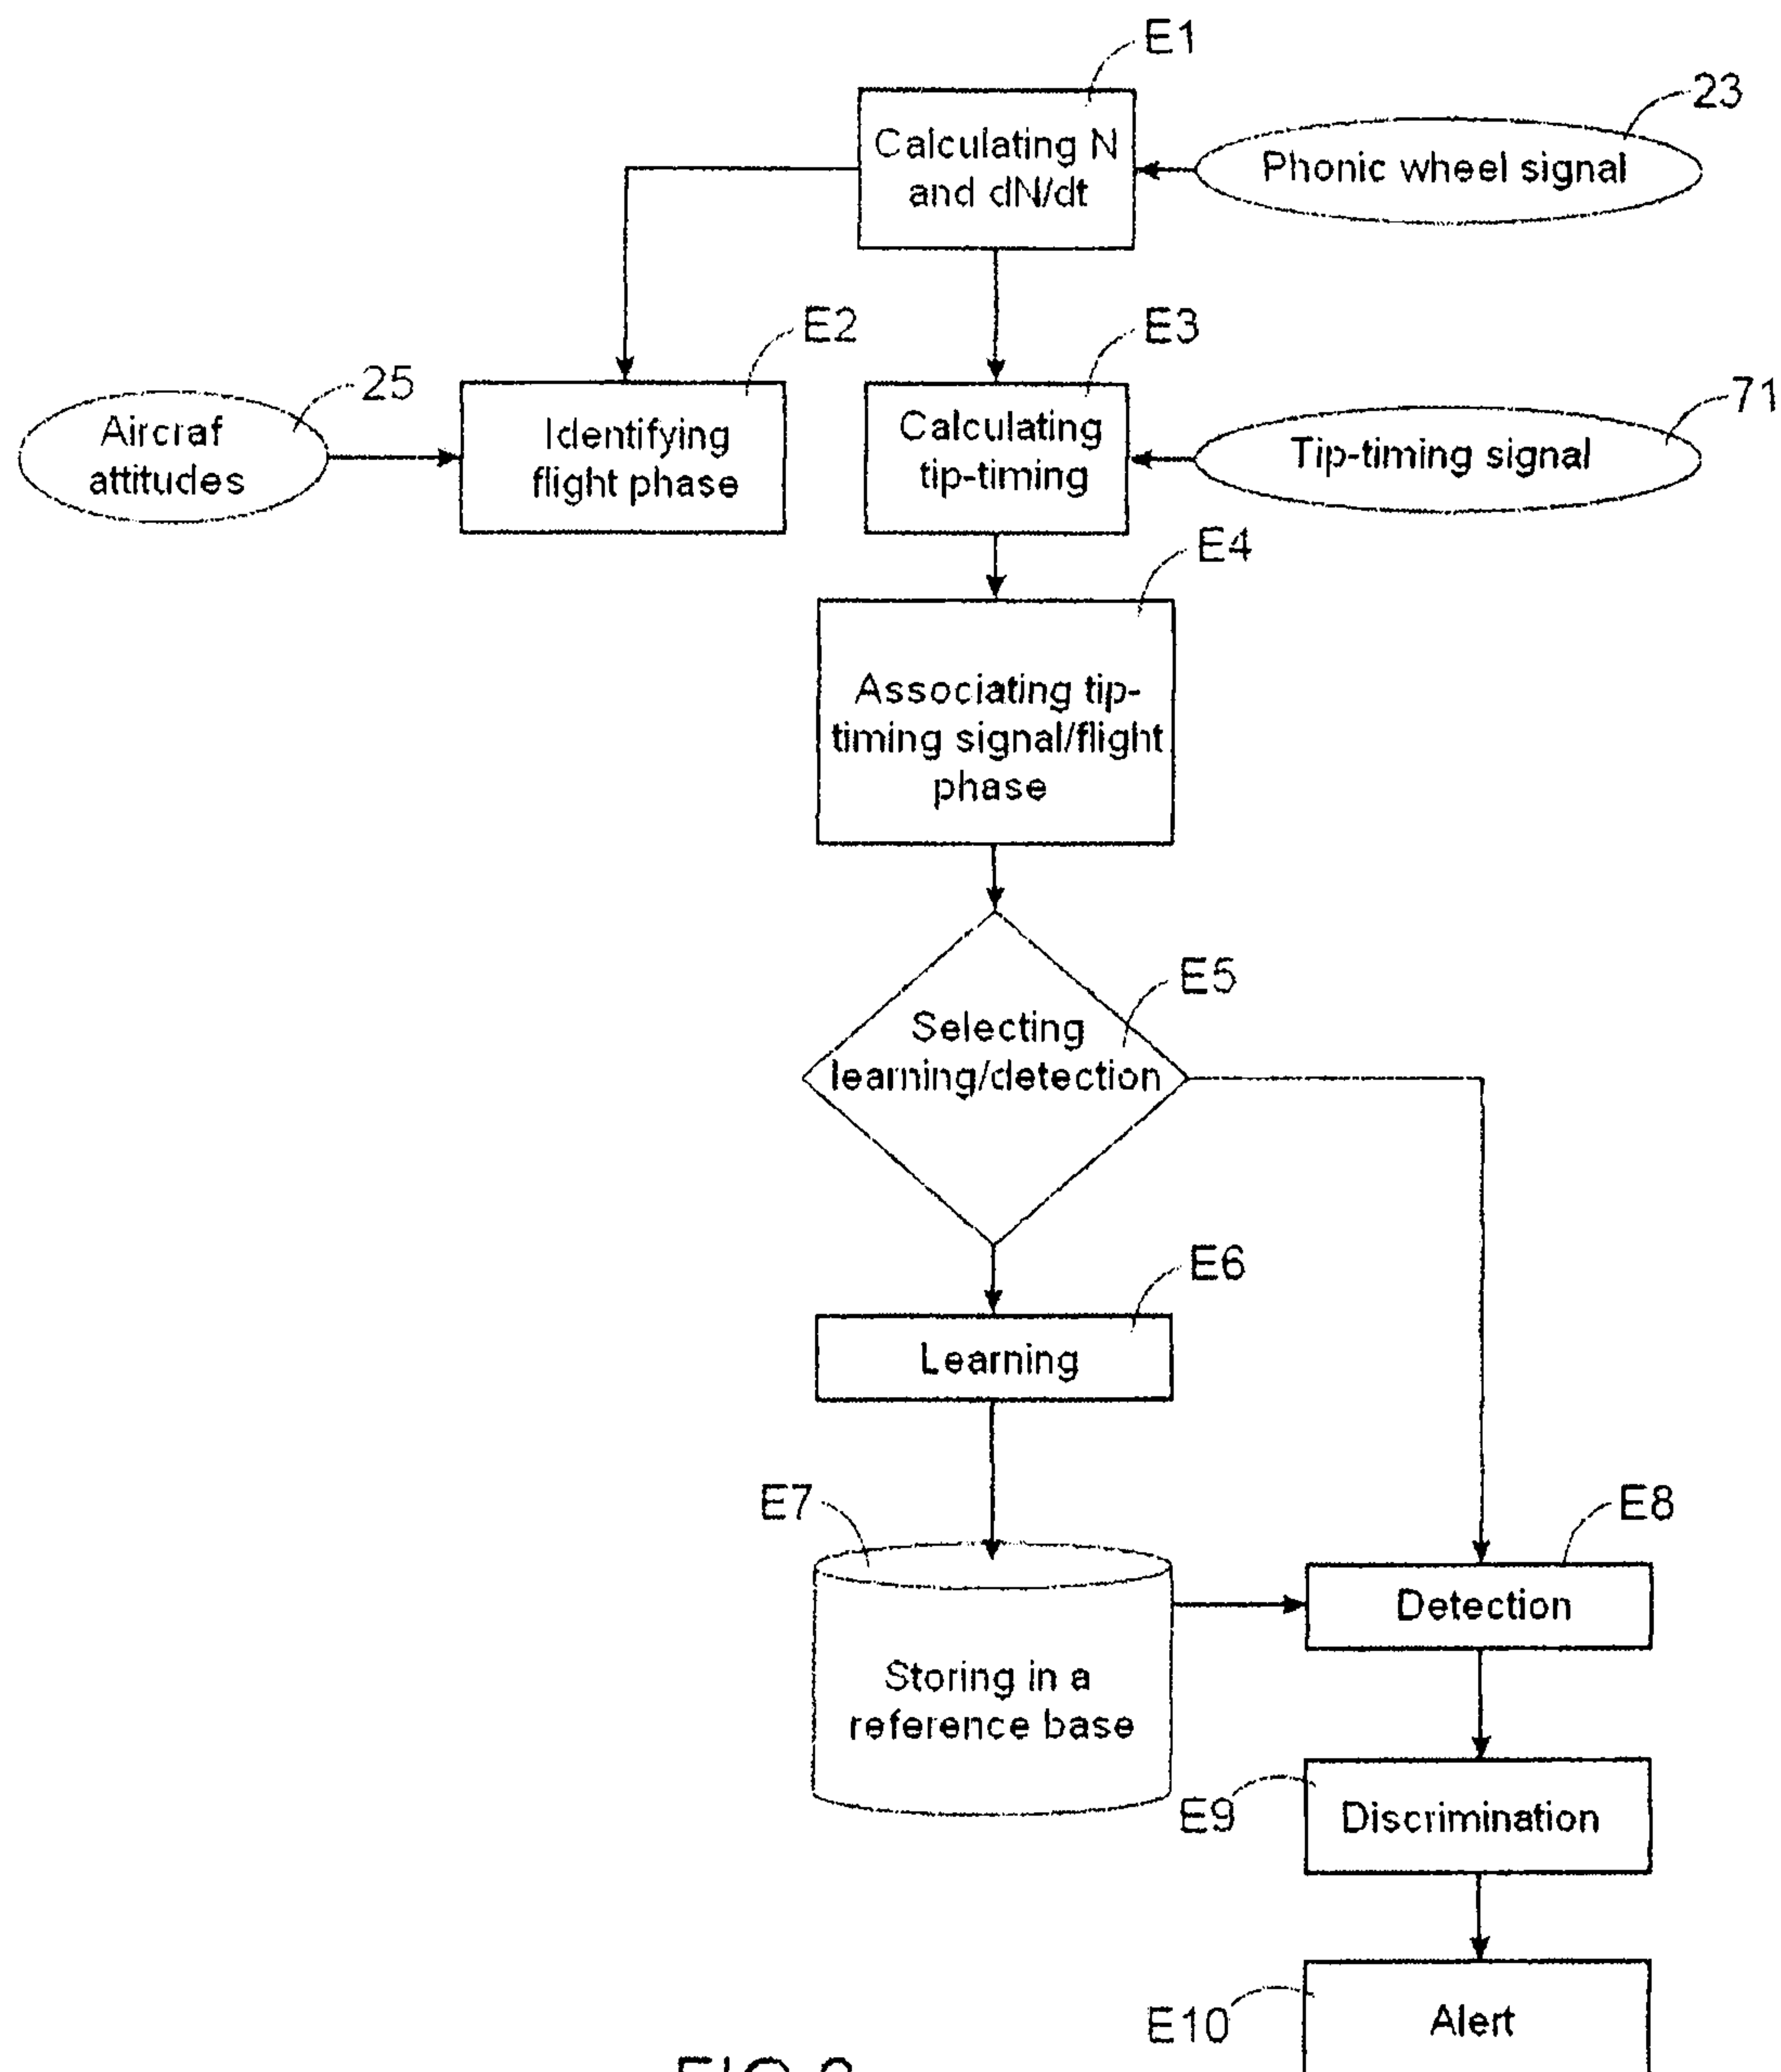 E1
Calculating N
and dN/dt
23
Phonic wheel signal
E2
E3
25
Aircraf
attitudes
Identifying
flight phase
Calculating
tip-timing
71
Tip-timing signal
E4
Associating tip-
timing signal/flight
phase
E5
Selecting
learning/detection
E6
Learning
E7
Storing in a
reference base
E8
Detection
E9
Discrimination
E10
Alert